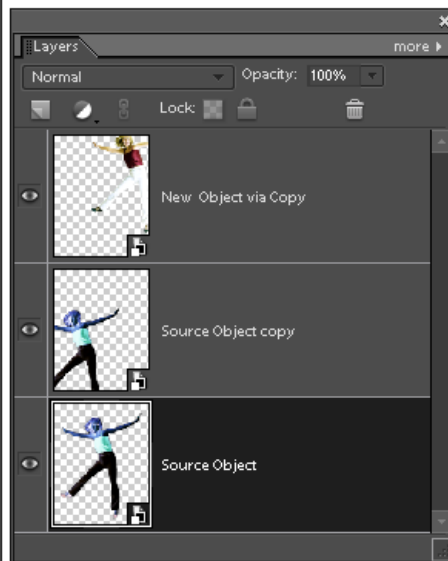 Layers more
Normal Opacity: 100%
Lock:
New Object via Copy
Source Object copy
Source Object